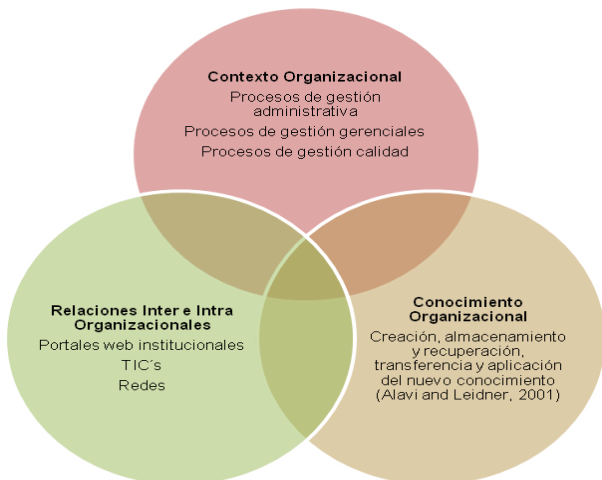 Contexto Organizacional
Procesos de gestión
administrativa
Procesos de gestión gerenciales
Procesos de gestión calidad
Relaciones Inter e Intra
Organizacionales
Portales web institucionales
TIC´s
Redes
Conocimiento
Organizacional
Creación, almacenamiento
y recuperación,
transferencia y aplicación
del nuevo conocimiento
(Alavi and Leidner, 2001)